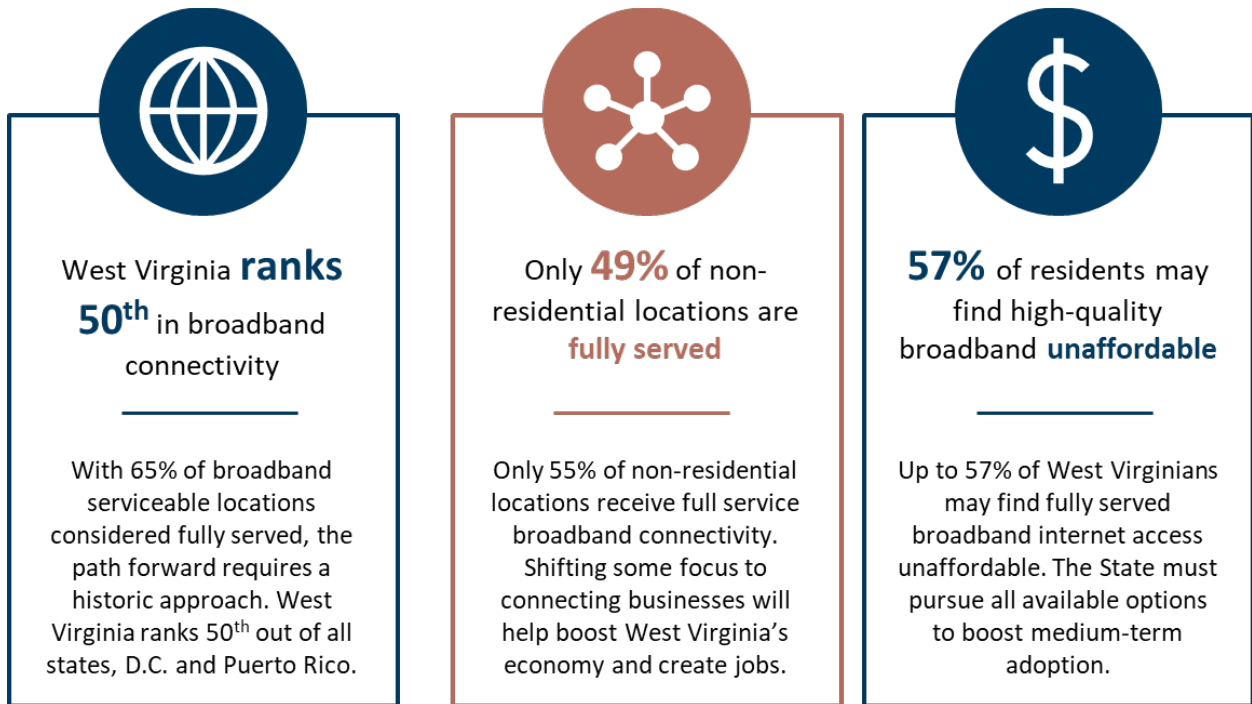 West Virginia ranks
50th in broadband
connectivity
With 65% of broadband
serviceable locations
considered fully served, the
path forward requires a
historic approach. West
Virginia ranks 50th out of all
states, D.C. and Puerto Rico.
Only 49% of non-
residential locations are
fully served
Only 55% of non-residential
locations receive full service
broadband connectivity.
Shifting some focus to
connecting businesses will
help boost West Virginia’s
economy and create jobs.
57% of residents may
find high-quality
broadband unaffordable
Up to 57% of West Virginians
may find fully served
broadband internet access
unaffordable. The State must
pursue all available options
to boost medium-term
adoption.